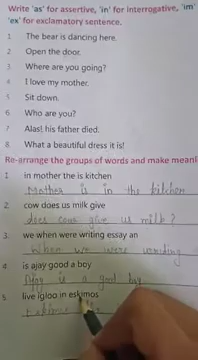 Write 'as' for assertive, 'in' for interrogative, 'im'
'ex' for exclamatory sentence.
1. The bear is dancing here.
2. Open the door.
3. Where are you going?
4. I love my mother.
5. Sit down.
6. Who are you?
7. Alas! his father died.
8. What a beautiful dress it is!
Re-arrange the groups of words and make meani
1. in mother the is kitchen
Mother is in the kitchen
2. cow does us milk give
does cow give us milk?
3. we when were writing essay an
When we were
4. is ajay good a boy
Ajay is a good boy
5. live igloo in eskimos